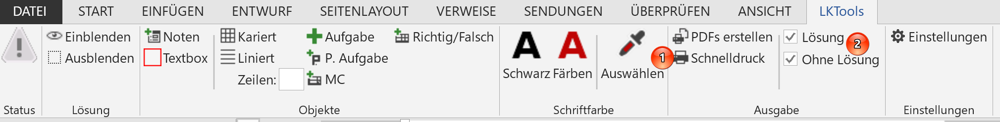 DATEI START EINFÜGEN ENTWURF SEITENLAYOUT VERWEISE SENDUNGEN ÜBERPRÜFEN ANSICHT LKTools
Einblenden Noten Kariert Aufgabe Richtig/Falsch PDFs erstellen Lösung 2 Einstellungen
Ausblenden Textbox Liniert P. Aufgabe 1 Schnelldruck Ohne Lösung
Zeilen: MC Schwarz Färben Auswählen
Status Lösung Objekte Schriftfarbe Ausgabe Einstellungen